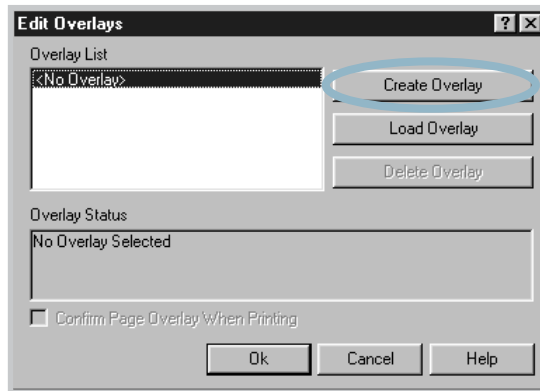 Edit Overlays
Overlay List
<No Overlay>
Create Overlay
Load Overlay
Delete Overlay
Overlay Status
No Overlay Selected
Confirm Page Overlay When Printing
Ok Cancel Help